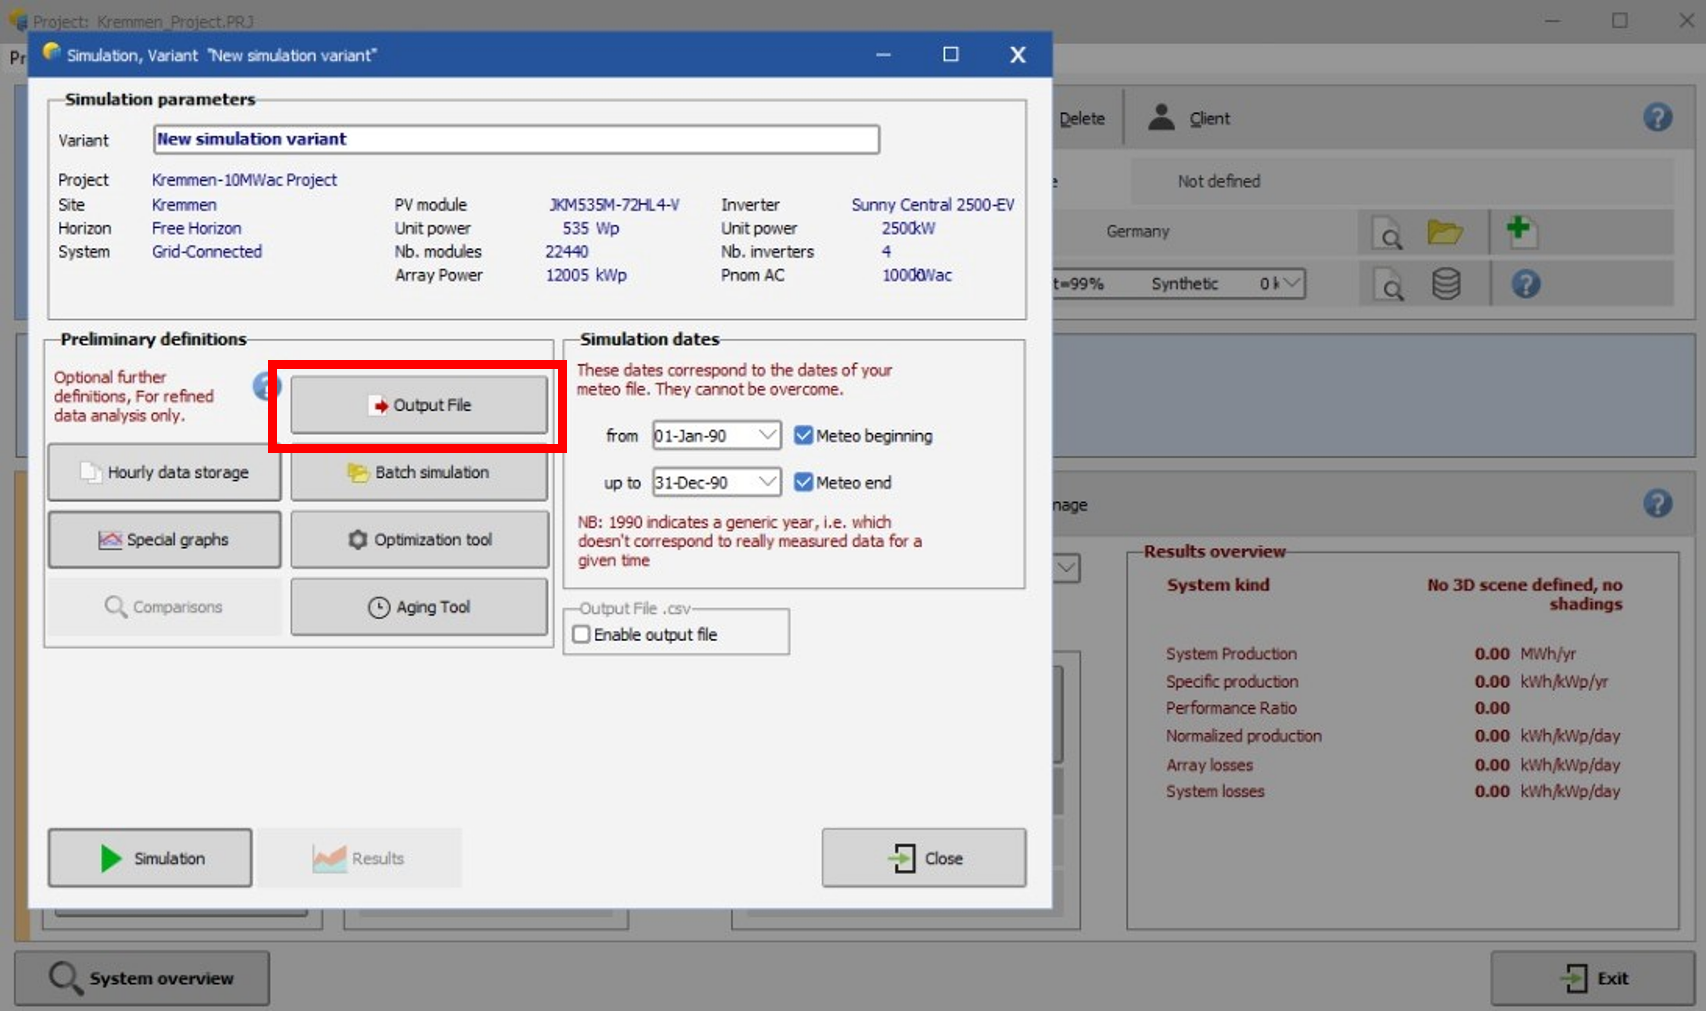 Project: Kremmen_Project.PRJ
Pr
Simulation, Variant "New simulation variant"
X
Simulation parameters
Variant New simulation variant
Project Kremmen-10MWac Project
Site Kremmen PV module JKM535M-72HL4-V Inverter Sunny Central 2500-EV
Horizon Free Horizon Unit power 535 Wp Unit power 2500kW
System Grid-Connected Nb. modules 22440 Nb. inverters 4
Array Power 12005 kWp Pnom AC 10000kWac
Preliminary definitions
Optional further
definitions, For refined
data analysis only.
?
Output File
Hourly data storage
Batch simulation
Special graphs
Optimization tool
Comparisons
Aging Tool
Simulation dates
These dates correspond to the dates of your
meteo file. They cannot be overcome.
from 01-Jan-90 Meteo beginning
up to 31-Dec-90 Meteo end
NB: 1990 indicates a generic year, i.e. which
doesn't correspond to really measured data for a
given time
Output File .csv
Enable output file
Simulation
Results
Close
Delete
Client
?
e Not defined
Germany
t=99% Synthetic 0 k
?
nage
?
Results overview
System kind No 3D scene defined, no
shadings
System Production 0.00 MWh/yr
Specific production 0.00 kWh/kWp/yr
Performance Ratio 0.00
Normalized production 0.00 kWh/kWp/day
Array losses 0.00 kWh/kWp/day
System losses 0.00 kWh/kWp/day
System overview
Exit